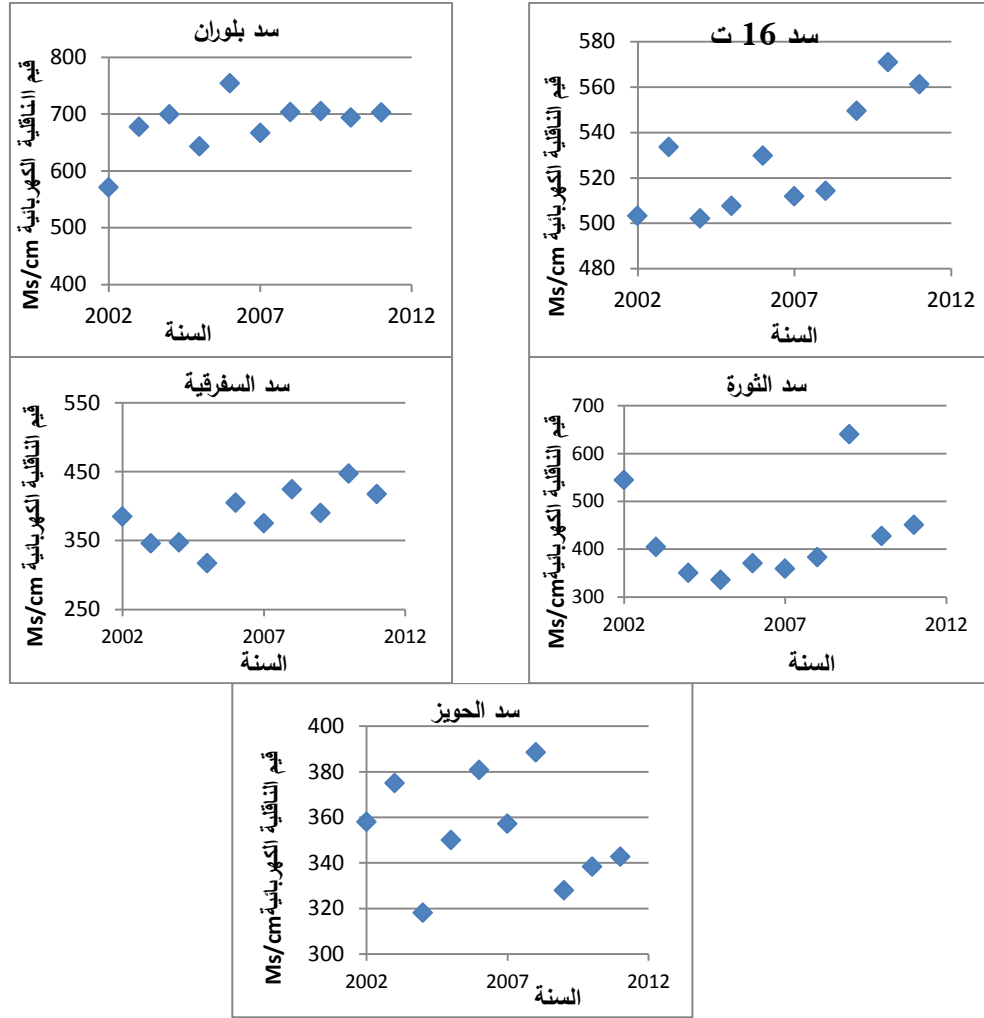 سد بلوران
قيم الناقلية الكهربائية Ms/cm
800
700
600
500
400
2002
2007
2012
السنة
سد 16 ت
قيم الناقلية الكهربائية Ms/cm
580
560
540
520
500
480
2002
2007
2012
السنة
سد السفرقية
قيم الناقلية الكهربائية Ms/cm
550
450
350
250
2002
2007
2012
السنة
سد الثورة
قيم الناقلية الكهربائيةMs/cm
700
600
500
400
300
2002
2007
2012
السنة
سد الحويز
قيم الناقلية الكهربائيةMs/cm
400
380
360
340
320
300
2002
2007
2012
السنة